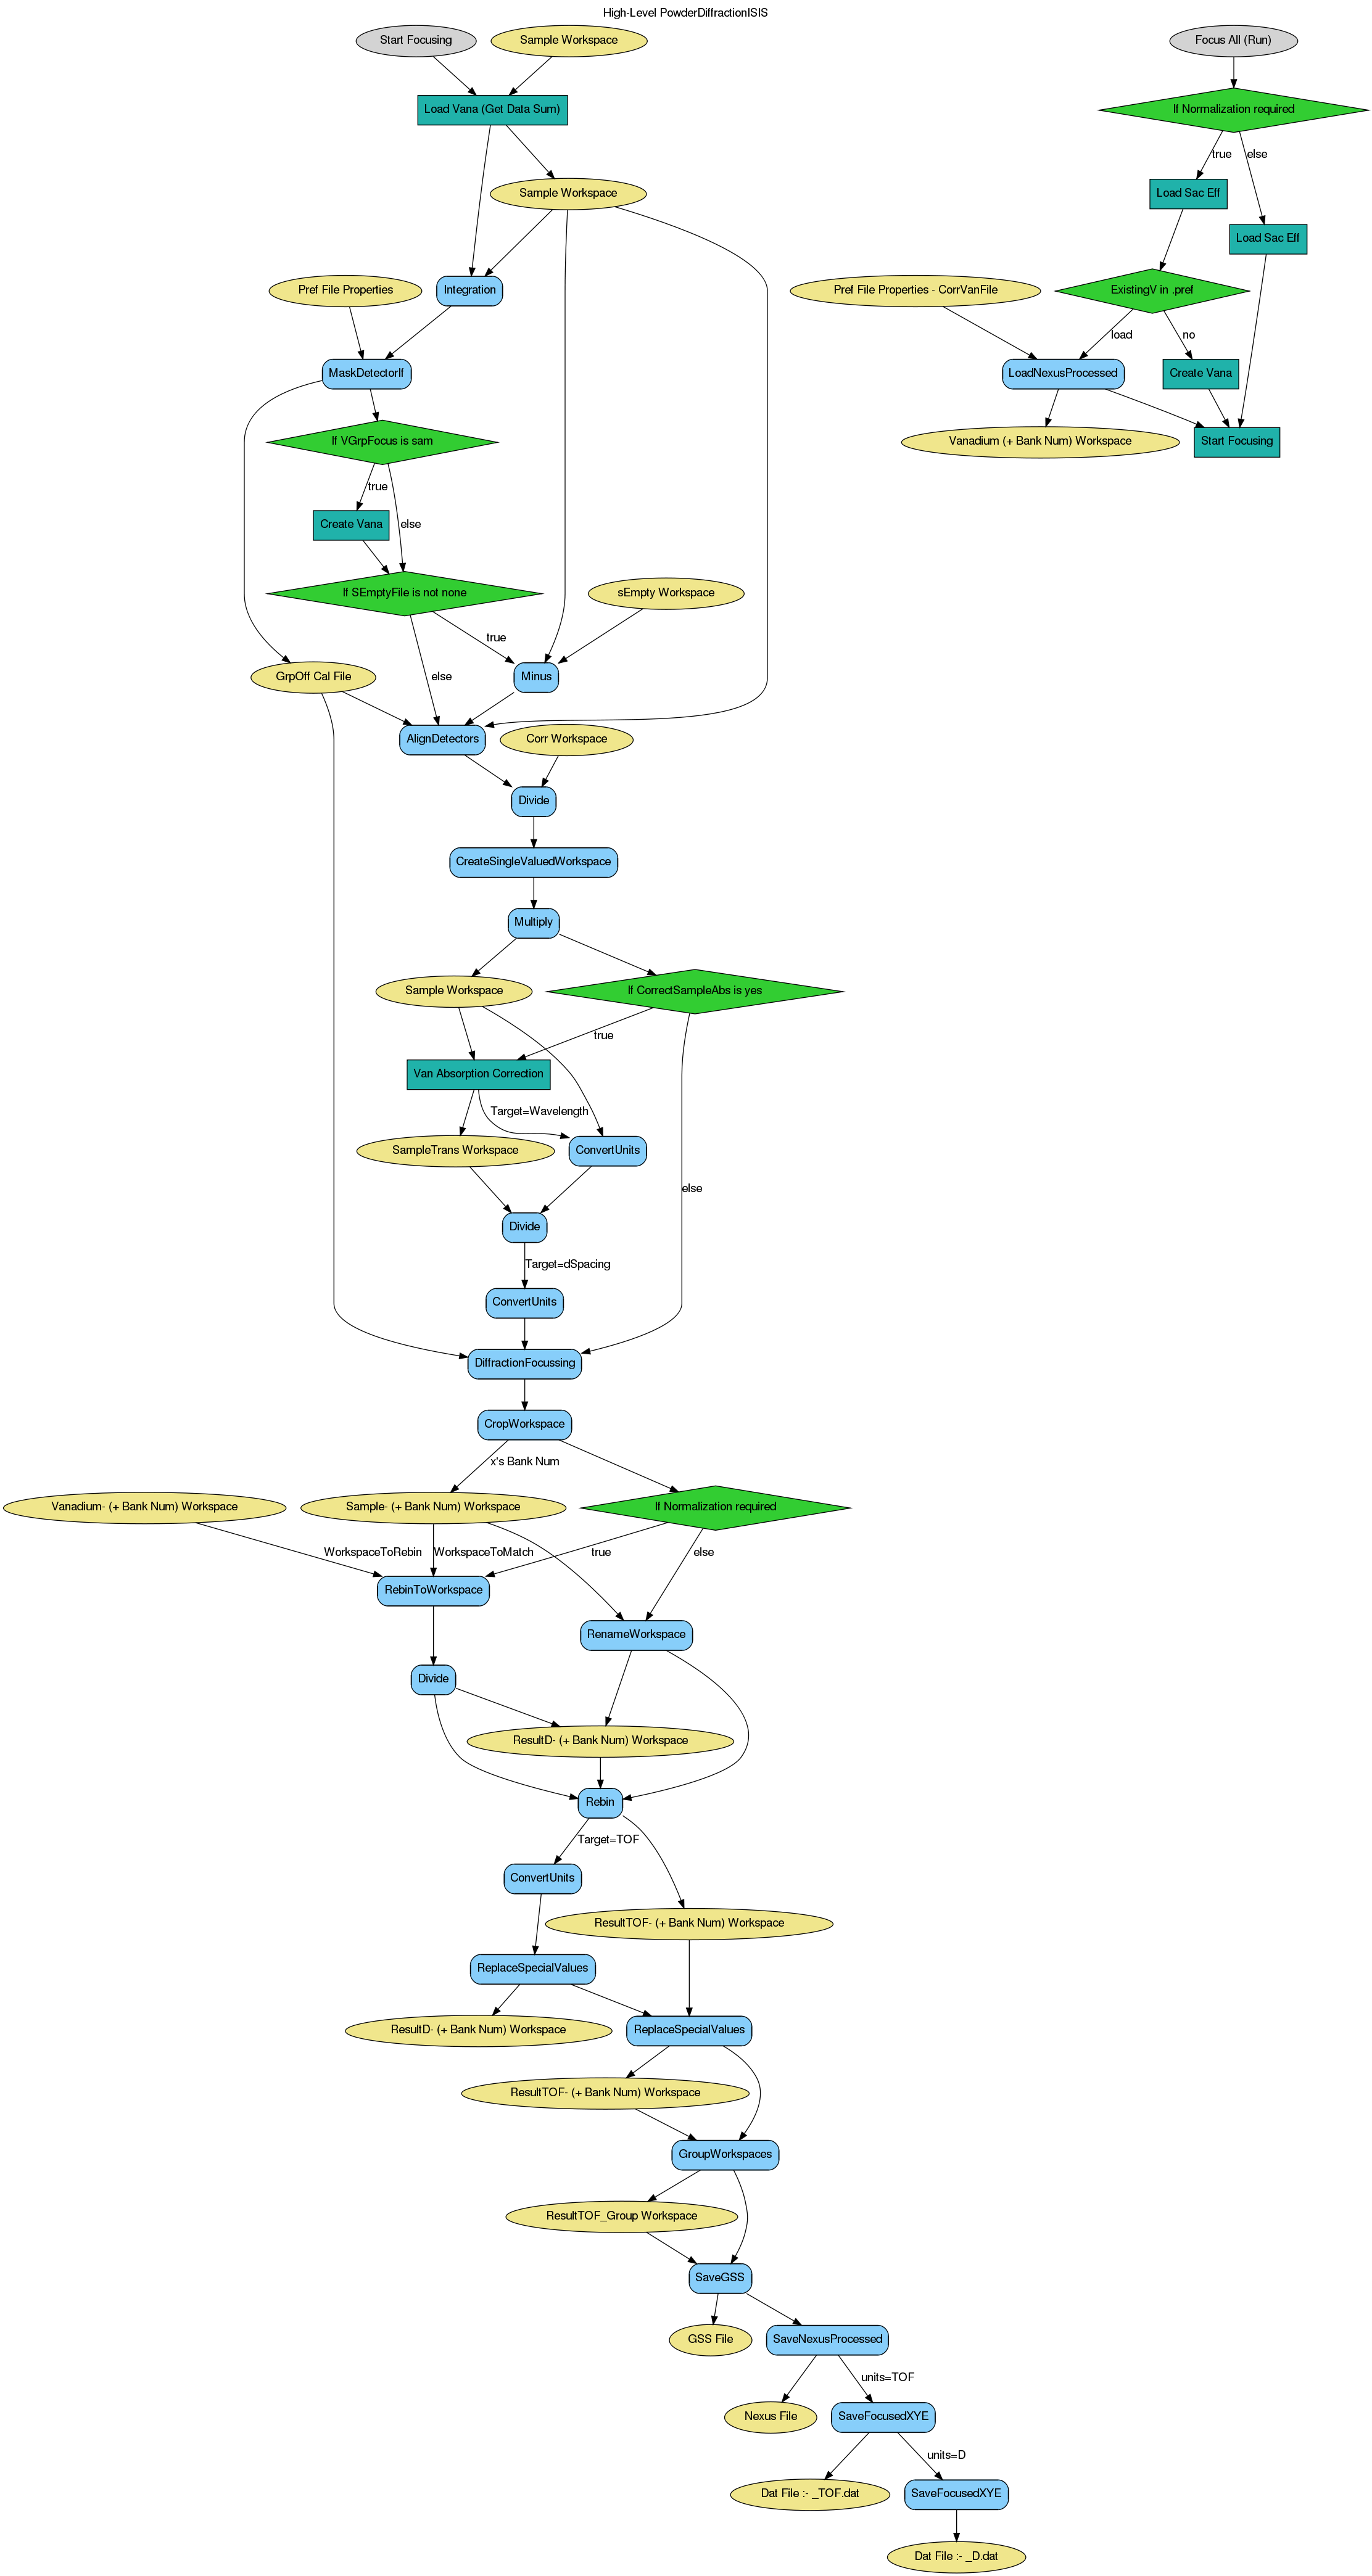 High-Level PowderDiffractionISIS
Start Focusing
Sample Workspace
Focus All (Run)
Load Vana (Get Data Sum)
If Normalization required
true
else
Sample Workspace
Load Sac Eff
Load Sac Eff
Pref File Properties
Integration
Pref File Properties - CorrVanFile
ExistingV in .pref
load
no
MaskDetectorIf
LoadNexusProcessed
Create Vana
If VGrpFocus is sam
Vanadium (+ Bank Num) Workspace
Start Focusing
true
Create Vana
else
If SEmptyFile is not none
sEmpty Workspace
true
GrpOff Cal File
else
Minus
AlignDetectors
Corr Workspace
Divide
CreateSingleValuedWorkspace
Multiply
Sample Workspace
If CorrectSampleAbs is yes
true
Van Absorption Correction
Target=Wavelength
SampleTrans Workspace
ConvertUnits
else
Divide
Target=dSpacing
ConvertUnits
DiffractionFocussing
CropWorkspace
x's Bank Num
Vanadium- (+ Bank Num) Workspace
Sample- (+ Bank Num) Workspace
If Normalization required
WorkspaceToRebin
WorkspaceToMatch
true
else
RebinToWorkspace
RenameWorkspace
Divide
ResultD- (+ Bank Num) Workspace
Rebin
Target=TOF
ConvertUnits
ResultTOF- (+ Bank Num) Workspace
ReplaceSpecialValues
ResultD- (+ Bank Num) Workspace
ReplaceSpecialValues
ResultTOF- (+ Bank Num) Workspace
GroupWorkspaces
ResultTOF_Group Workspace
SaveGSS
GSS File
SaveNexusProcessed
units=TOF
Nexus File
SaveFocusedXYE
units=D
Dat File :- _TOF.dat
SaveFocusedXYE
Dat File :- _D.dat